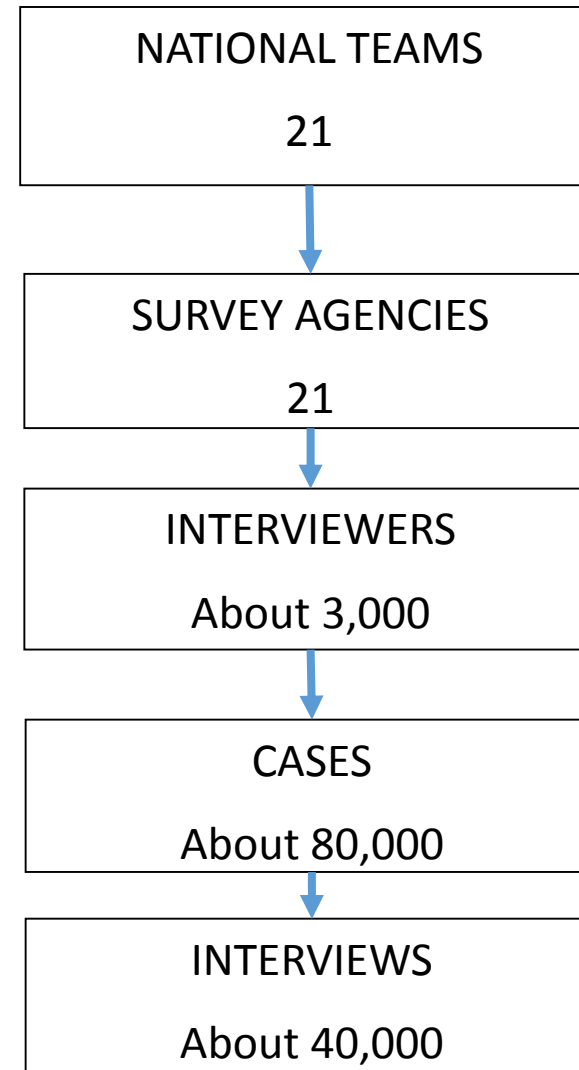 NATIONAL TEAMS
21
SURVEY AGENCIES
21
INTERVIEWERS
About 3,000
CASES
About 80,000
INTERVIEWS
About 40,000